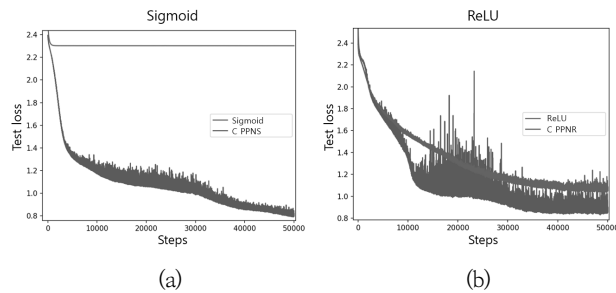 Sigmoid
2.4
2.2
2.0
1.8
1.6
1.4
1.2
1.0
0.8
Test loss
Sigmoid
C PPNS
0 10000 20000 30000 40000 50000
Steps
(a)
ReLU
2.4
2.2
2.0
1.8
1.6
1.4
1.2
1.0
0.8
Test loss
ReLU
C PPNR
0 10000 20000 30000 40000 50000
Steps
(b)